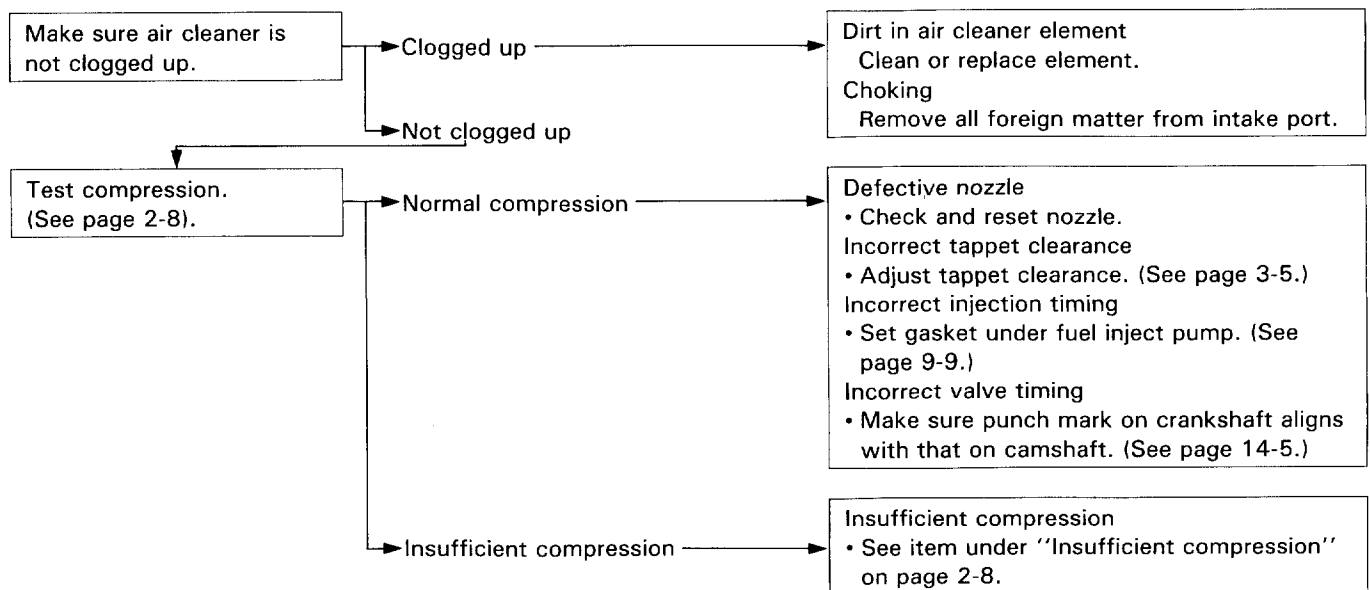 Make sure air cleaner is
not clogged up.
Clogged up
Dirt in air cleaner element
Clean or replace element.
Choking
Remove all foreign matter from intake port.
Not clogged up
Test compression.
(See page 2-8).
Normal compression
Defective nozzle
• Check and reset nozzle.
Incorrect tappet clearance
• Adjust tappet clearance. (See page 3-5.)
Incorrect injection timing
• Set gasket under fuel inject pump. (See
page 9-9.)
Incorrect valve timing
• Make sure punch mark on crankshaft aligns
with that on camshaft. (See page 14-5.)
Insufficient compression
Insufficient compression
• See item under ''Insufficient compression''
on page 2-8.